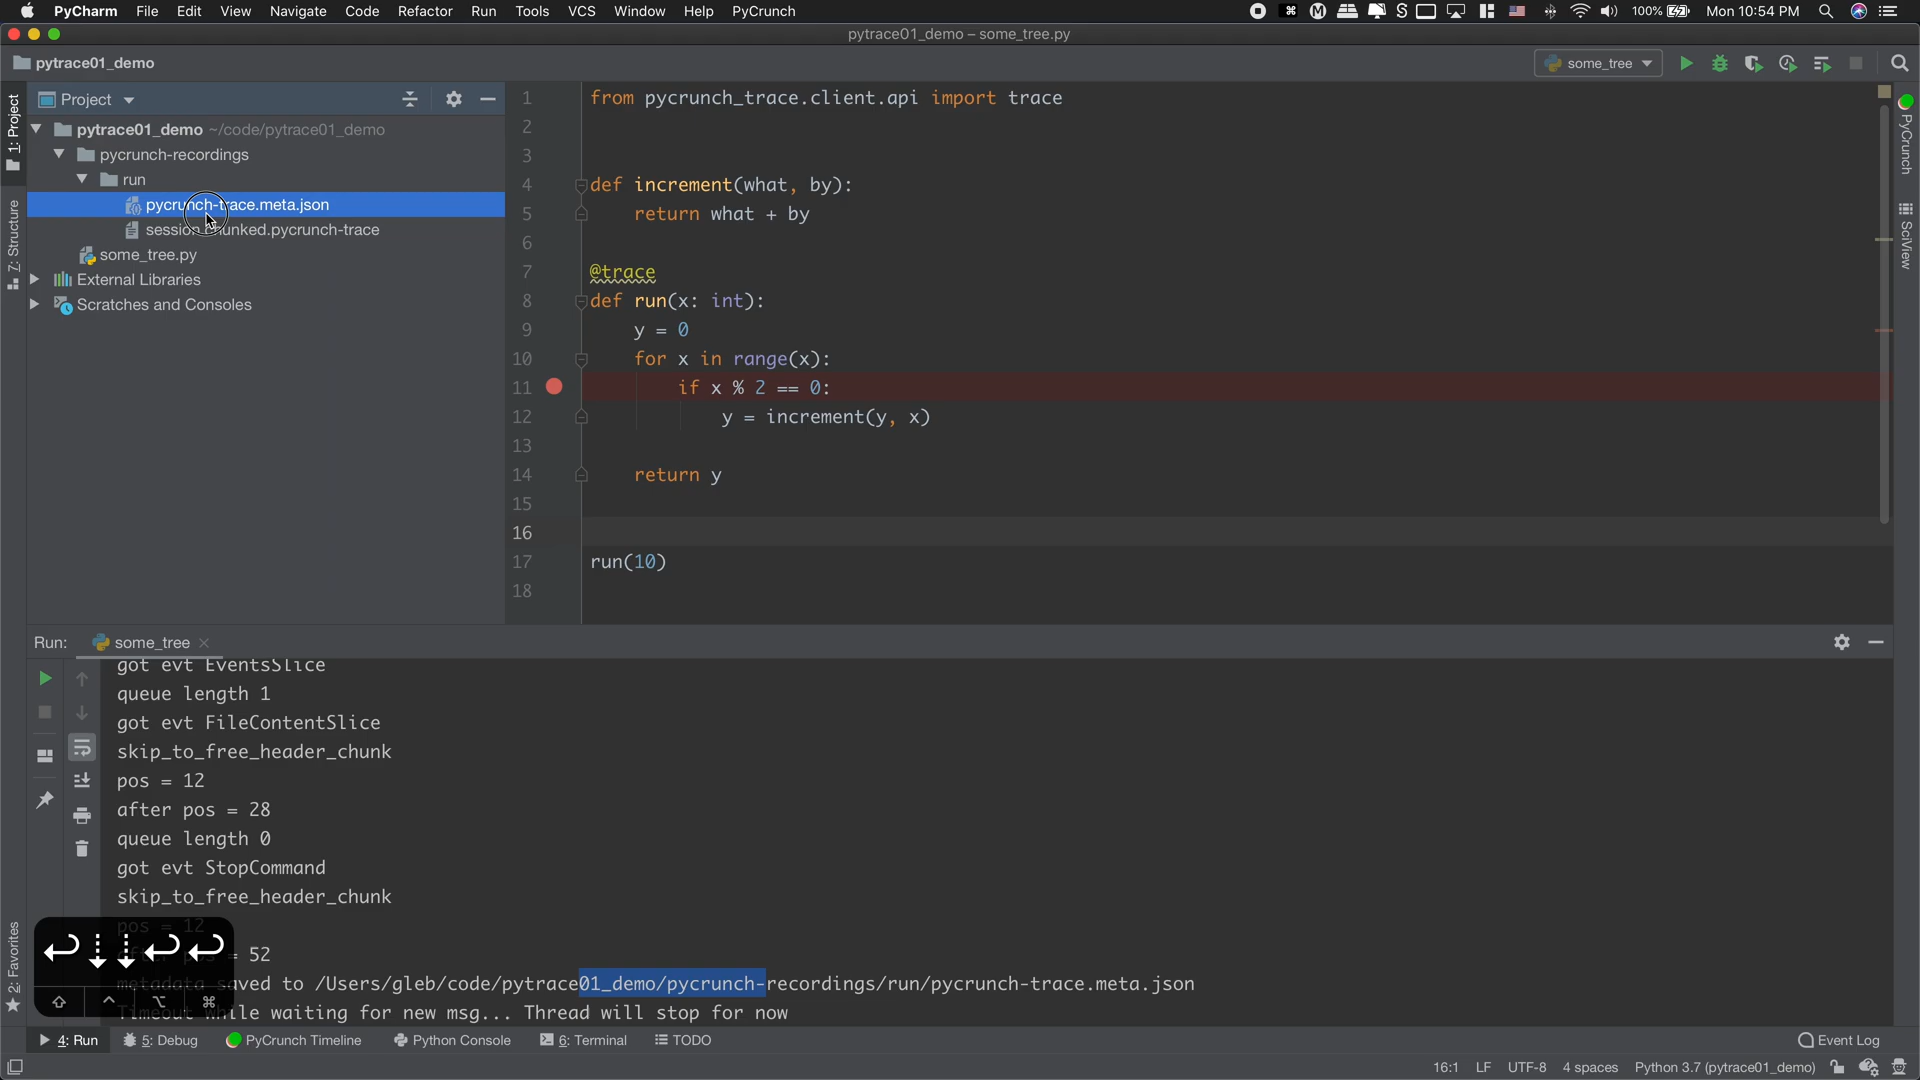 PyCharm File Edit View Navigate Code Refactor Run Tools VCS Window Help PyCrunch 100% Mon 10:54 PM
pytrace01_demo – some_tree.py
pytrace01_demo some_tree
1: Project
7: Structure
2: Favorites
Project
pytrace01_demo ~/code/pytrace01_demo
pycrunch-recordings
run
pycrunch-trace.meta.json
unked.pycrunch-trace
some_tree.py
External Libraries
Scratches and Consoles
1 from pycrunch_trace.client.api import trace
2
3
4 def increment(what, by):
5 return what + by
6
7 @trace
8 def run(x: int):
9 y = 0
10 for x in range(x):
11 if x % 2 == 0:
12 y = increment(y, x)
13
14 return y
15
16
17 run(10)
18
PyCrunch
SciView
Run: some_tree
got evt EventsSlice
queue length 1
got evt FileContentSlice
skip_to_free_header_chunk
pos = 12
after pos = 28
queue length 0
got evt StopCommand
skip_to_free_header_chunk
pos = 12
= 52
metadata saved to /Users/gleb/code/pytrace01_demo/pycrunch-recordings/run/pycrunch-trace.meta.json
Timeout while waiting for new msg... Thread will stop for now
4: Run 5: Debug PyCrunch Timeline Python Console 6: Terminal TODO Event Log
16:1 LF UTF-8 4 spaces Python 3.7 (pytrace01_demo)